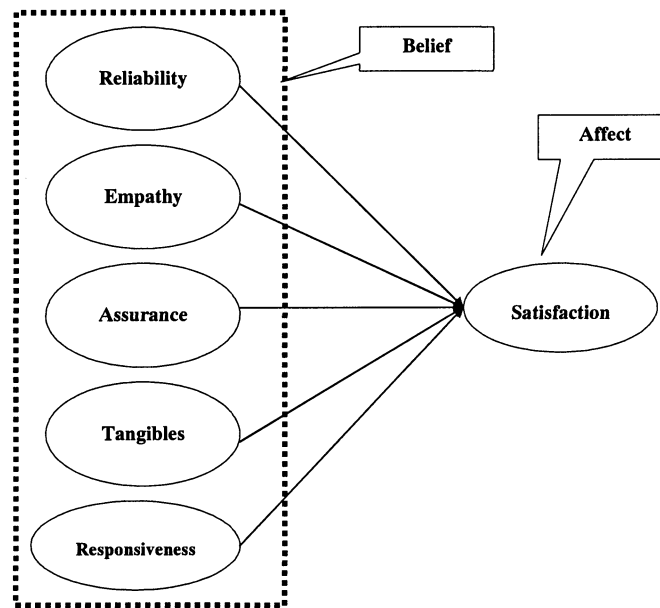 Belief
Reliability
Affect
Empathy
Assurance
Satisfaction
Tangibles
Responsiveness